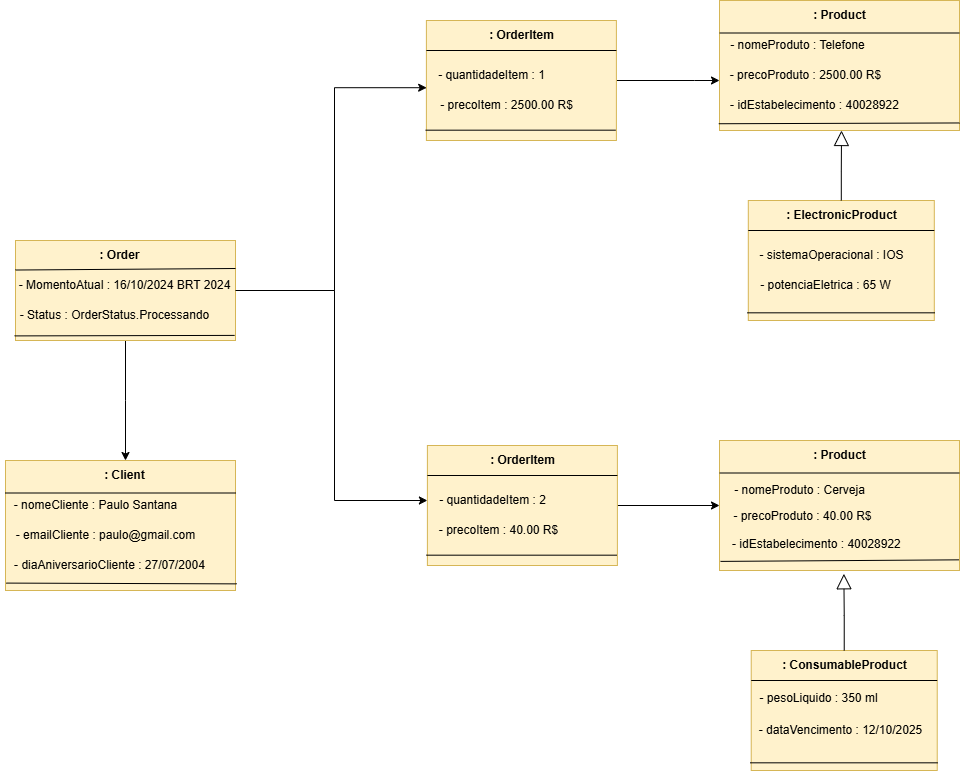 : OrderItem
- quantidadeItem : 1
- precoItem : 2500.00 R$
: Product
- nomeProduto : Telefone
- precoProduto : 2500.00 R$
- idEstabelecimento : 40028922
: ElectronicProduct
- sistemaOperacional : IOS
- potenciaEletrica : 65 W
: Order
- MomentoAtual : 16/10/2024 BRT 2024
- Status : OrderStatus.Processando
: Client
- nomeCliente : Paulo Santana
- emailCliente : paulo@gmail.com
- diaAniversarioCliente : 27/07/2004
: OrderItem
- quantidadeItem : 2
- precoItem : 40.00 R$
: Product
- nomeProduto : Cerveja
- precoProduto : 40.00 R$
- idEstabelecimento : 40028922
: ConsumableProduct
- pesoLiquido : 350 ml
- dataVencimento : 12/10/2025